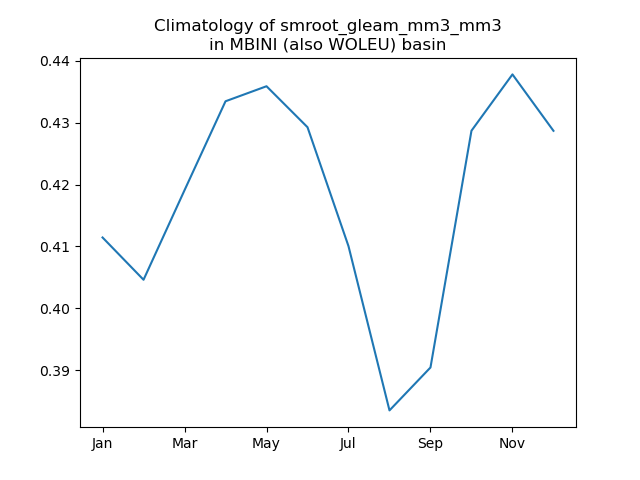 Climatology of smroot_gleam_mm3_mm3
in MBINI (also WOLEU) basin
0.44
0.43
0.42
0.41
0.40
0.39
Jan Mar May Jul Sep Nov